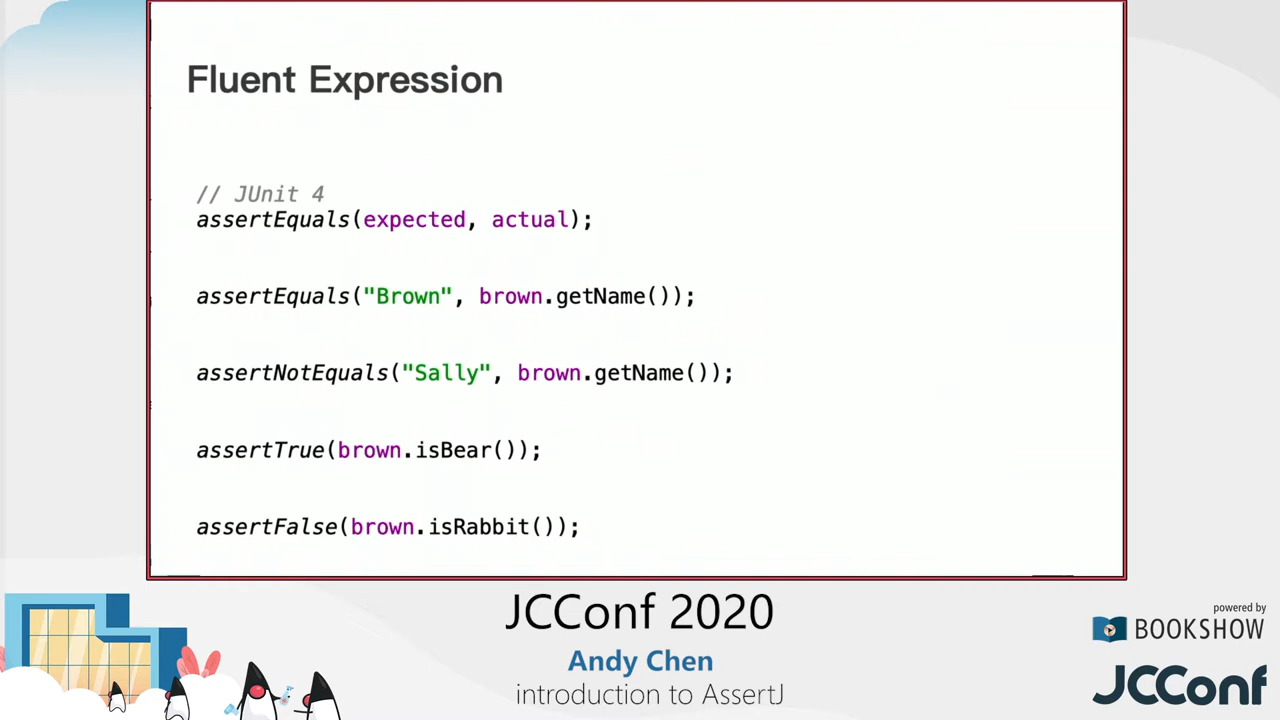 Fluent Expression
// JUnit 4
assertEquals(expected, actual);
assertEquals("Brown", brown.getName());
assertNotEquals("Sally", brown.getName());
assertTrue(brown.isBear());
assertFalse(brown.isRabbit());
JCConf 2020
Andy Chen
introduction to AssertJ
powered by
BOOKSHOW
JCConf